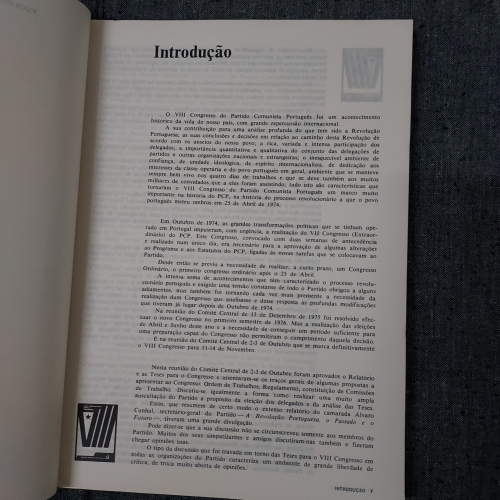 Introdução
O VIII Congresso do Partido Comunista Português foi um acontecimento
histórico da vida do nosso país, com grande repercussão internacional.
A sua contribuição para uma análise profunda do que tem sido a Revolução
Portuguesa; as suas conclusões e decisões em relação ao caminho desta Revolução de
acordo com os anseios do nosso povo; a rica, variada e intensa participação dos
delegados; a importância quantitativa e qualitativa do conjunto das delegações de
partidos e outras organizações nacionais e estrangeiras; o inesquecível ambiente de
confiança, de unidade ideológica, de espírito internacionalista, de dedicação aos
interesses da classe operária e do povo português em geral, ambiente que se manteve
sempre bem vivo nos quatro dias de trabalhos e que se deve também aos muitos
milhares de convidados que a eles foram assistindo; tudo isto são características que
tornaram o VIII Congresso do Partido Comunista Português um marco muito
importante na história do PCP, na história do processo revolucionário a que o povo
português meteu ombros em 25 de Abril de 1974.
Em Outubro de 1974, as grandes transformações políticas que se tinham ope-
rado em Portugal impuseram, com urgência, a realização do VII Congresso (Extraor-
dinário) do PCP. Este Congresso, convocado com duas semanas de antecedência
e realizado num único dia, era necessário para a aprovação de algumas alterações
ao Programa e aos Estatutos do PCP, ligadas às novas tarefas que se colocavam ao
Partido.
Desde então se previu a necessidade de realizar, a curto prazo, um Congresso
Ordinário, o primeiro congresso ordinário após o 25 de Abril.
A intensa soma de acontecimentos que têm caracterizado o processo revolu-
cionário português e exigido uma tensão constante de todo o Partido obrigou a algum
adiamento, mas também foi tornando cada vez mais premente a necessidade da
realização dum Congresso que analisasse e desse resposta às profundas modificações
que tiveram já lugar depois de Outubro de 1974.
Na reunião do Comité Central de 13 de Dezembro de 1975 foi resolvido efec-
tuar o novo Congresso no primeiro semestre de 1976. Mas a realização das eleições
de Abril e Junho deste ano e a necessidade de conseguir um período suficiente para
uma preparação capaz do Congresso não permitiram o cumprimento daquela decisão.
É na reunião do Comité Central de 2-3 de Outubro que se marca definitivamente
o VIII Congresso para 11-14 de Novembro.
Nesta reunião do Comité Central de 2-3 de Outubro foram aprovados o Relatório
e as Teses para o Congresso e assentaram-se os traços gerais de algumas propostas a
apresentar ao Congresso: Ordem de Trabalhos, Regulamento, constituição de Comissões
de Trabalho. Discutiu-se igualmente a forma como realizar uma muito ampla
auscultação do Partido a propósito da eleição dos delegados e da análise das Teses.
Estas, que resumem de certo modo o extenso relatório do camarada Álvaro
Cunhal, secretário-geral do Partido — A Revolução Portuguesa, o Passado e o
Futuro —, tiveram uma grande divulgação.
Pode dizer-se que a sua discussão não se circunscreveu somente aos membros do
Partido. Muitos dos seus simpatizantes e amigos discutiram-nas também e fizeram
chegar opiniões suas.
O tipo da discussão que foi travada em torno das Teses para o VIII Congresso em
todas as organizações do Partido caracteriza um ambiente de grande liberdade de
crítica, de troca muito aberta de opiniões.
VIII
INTRODUÇÃO